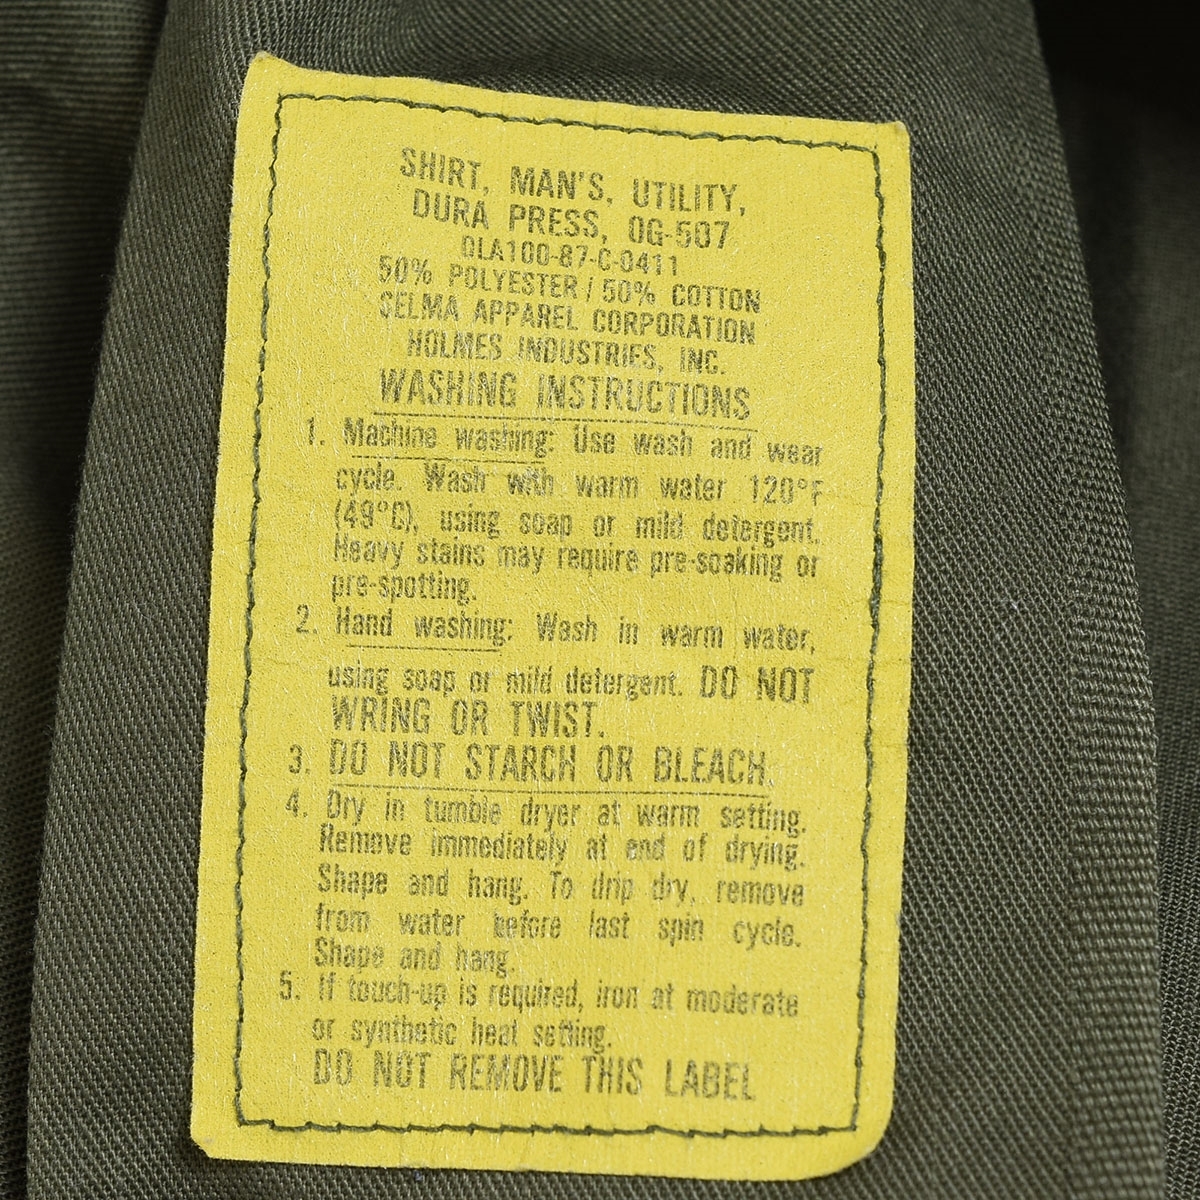 SHIRT, MAN'S, UTILITY,
DURA PRESS, OG-507
DLA100-87-C-0411
50% POLYESTER / 50% COTTON
SELMA APPAREL CORPORATION
HOLMES INDUSTRIES, INC.
WASHING INSTRUCTIONS
1. Machine washing: Use wash and wear
cycle. Wash with warm water 120°F
(49°C), using soap or mild detergent.
Heavy stains may require pre-soaking or
pre-spotting.
2. Hand washing: Wash in warm water,
using soap or mild detergent. DO NOT
WRING OR TWIST.
3. DO NOT STARCH OR BLEACH.
4. Dry in tumble dryer at warm setting.
Remove immediately at end of drying.
Shape and hang. To drip dry, remove
from water before last spin cycle.
Shape and hang.
5. If touch-up is required, iron at moderate
or synthetic heat setting.
DO NOT REMOVE THIS LABEL